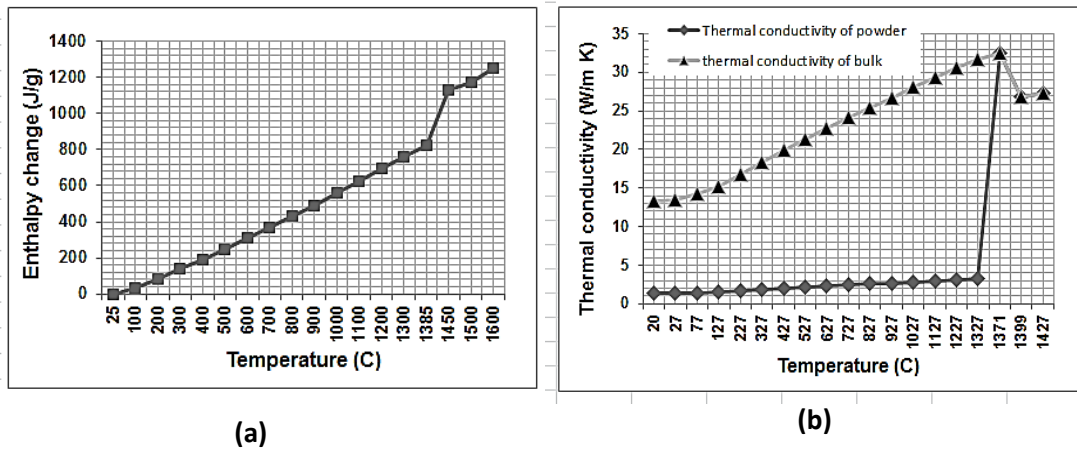 Enthalpy change (J/g)
1400
1200
1000
800
600
400
200
0
25 100 200 300 400 500 600 700 800 900 1000 1100 1200 1300 1385 1450 1500 1600
Temperature (C)
(a)
Thermal conductivity of powder
thermal conductivity of bulk
Thermal conductivity (W/m K)
35
30
25
20
15
10
5
0
20 27 77 127 227 327 427 527 627 727 827 927 1027 1127 1227 1327 1371 1399 1427
Temperature (C)
(b)